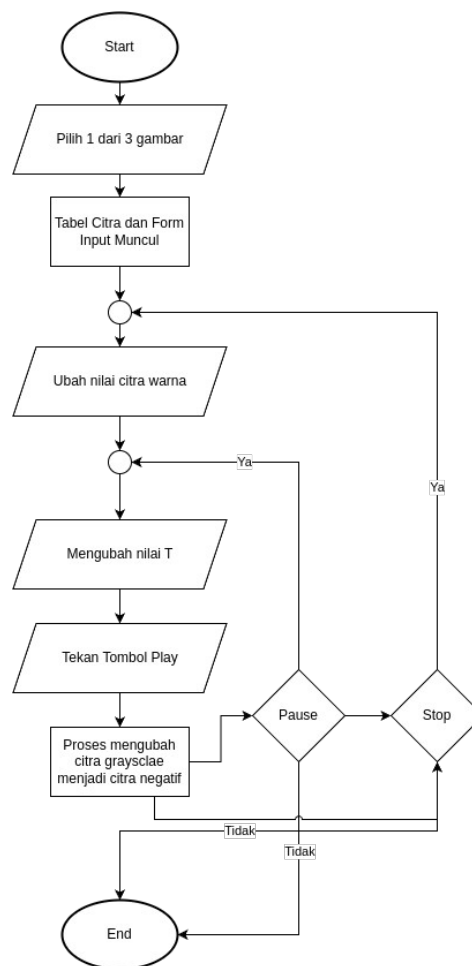 Start
Pilih 1 dari 3 gambar
Tabel Citra dan Form
Input Muncul
Ubah nilai citra warna
Ya
Ya
Mengubah nilai T
Tekan Tombol Play
Pause
Stop
Proses mengubah
citra graysclae
menjadi citra negatif
Tidak
Tidak
End